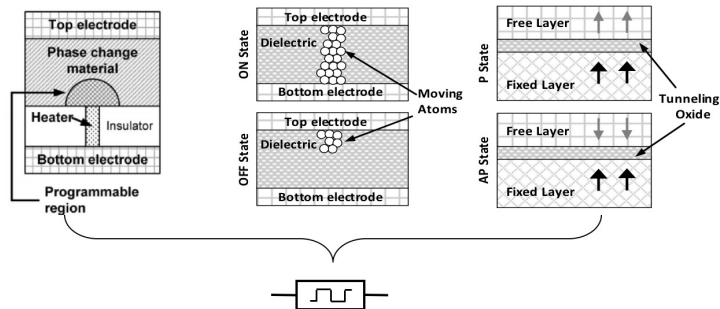 Top electrode
Phase change
material
Heater
Insulator
Bottom electrode
Programmable
region
ON State
Top electrode
Dielectric
Bottom electrode
OFF State
Top electrode
Dielectric
Bottom electrode
Moving
Atoms
P State
Free Layer
Fixed Layer
AP State
Free Layer
Fixed Layer
Tunneling
Oxide